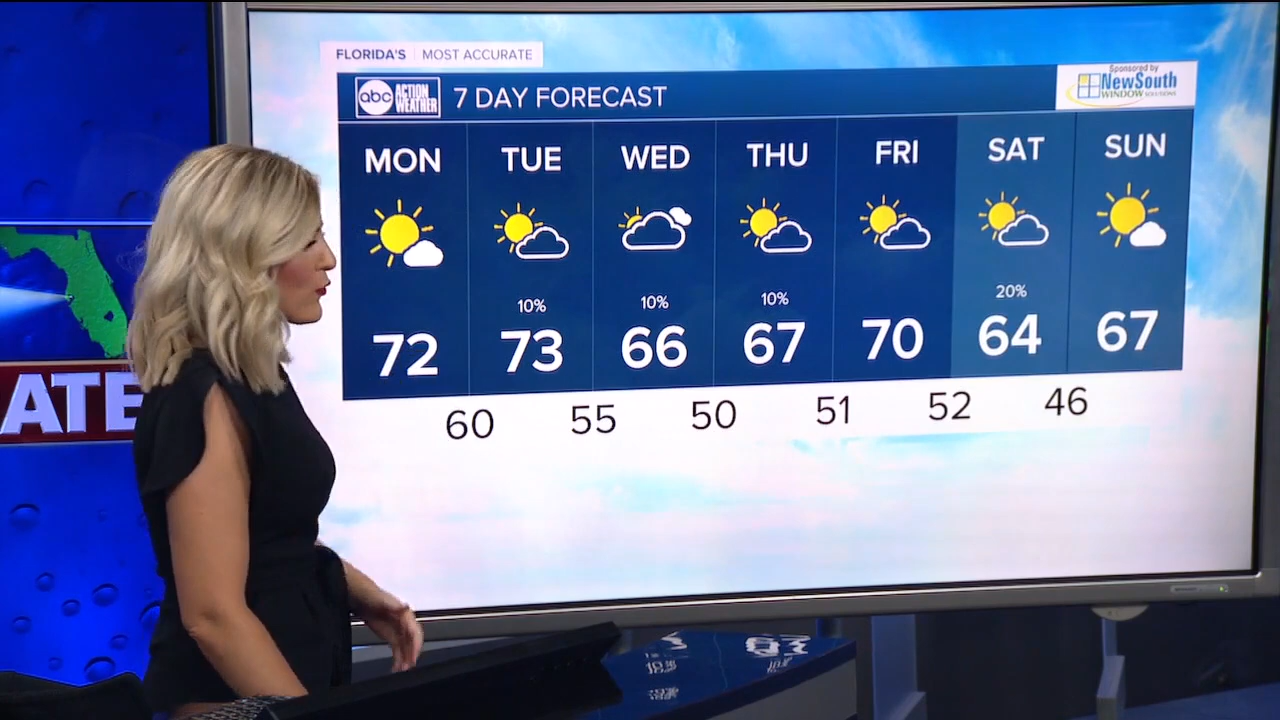 FLORIDA'S MOST ACCURATE
abc ACTION WEATHER 7 DAY FORECAST
Sponsored by
NewSouth
WINDOW SOLUTIONS
MON TUE WED THU FRI SAT SUN
10% 10% 10% 20%
72 73 66 67 70 64 67
60 55 50 51 52 46
ATE